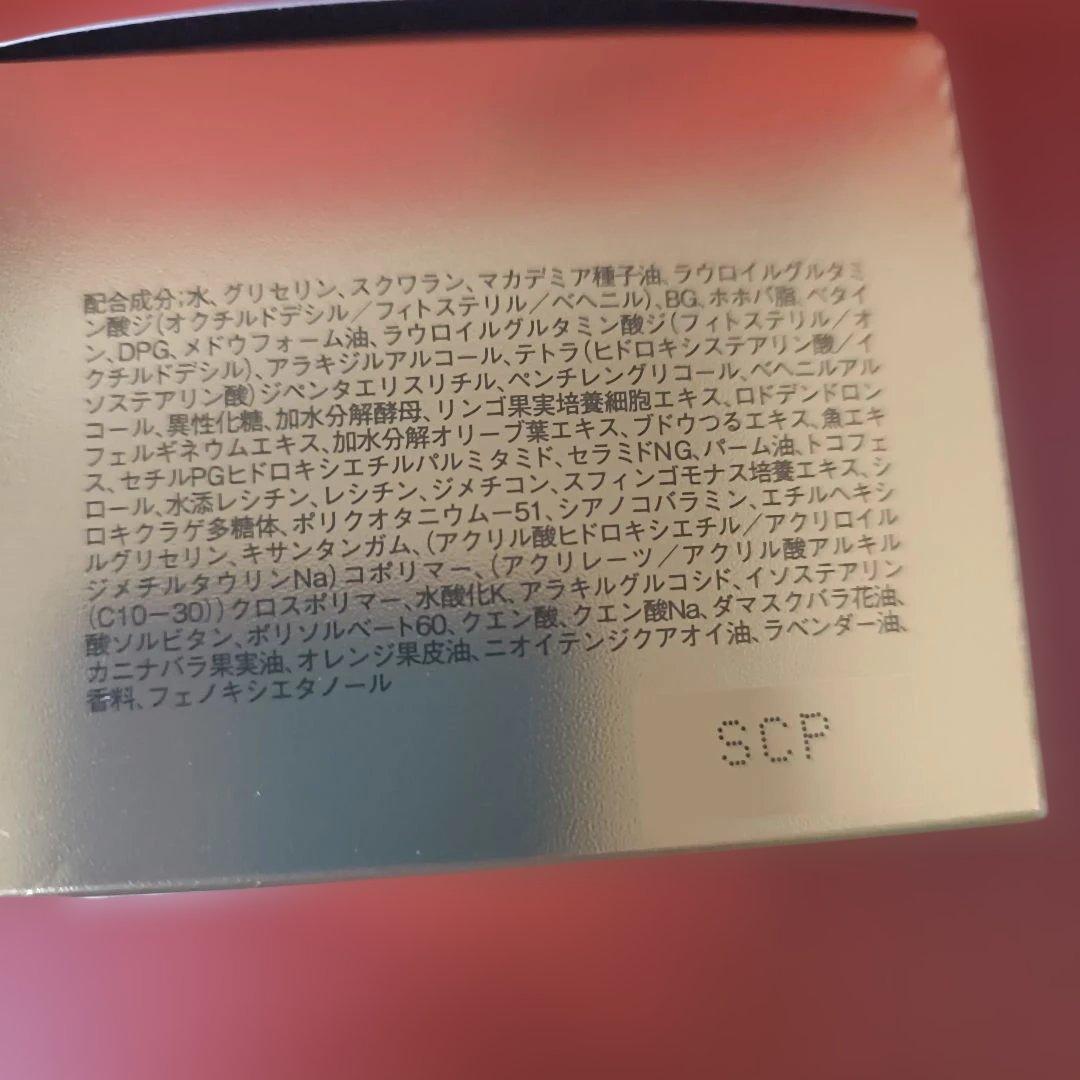 配合成分;水、グリセリン、スクワラン、マカデミア種子油、ラウロイルグルタミ
ン酸ジ(オクチルドデシル/フィトステリル/ベヘニル)、BG、ホホバ脂、ベタイ
ン、DPG、メドウフォーム油、ラウロイルグルタミン酸ジ(フィトステリル/オ
クチルドデシル)、アラキジルアルコール、テトラ(ヒドロキシステアリン酸/イ
ソステアリン酸)ジペンタエリスリチル、ペンチレングリコール、ベヘニルアル
コール、異性化糖、加水分解酵母、リンゴ果実培養細胞エキス、ロドデンドロン
フェルギネウムエキス、加水分解オリーブ葉エキス、ブドウつるエキス、魚エキ
ス、セチルPGヒドロキシエチルパルミタミド、セラミドNG、パーム油、トコフェ
ロール、水添レシチン、レシチン、ジメチコン、スフィンゴモナス培養エキス、シ
ロキクラゲ多糖体、ポリクオタニウムー51、シアノコバラミン、エチルヘキシ
ルグリセリン、キサンタンガム、(アクリル酸ヒドロキシエチル/アクリロイル
ジメチルタウリンNa)コポリマー、(アクリレーツ/アクリル酸アルキル
(C10-30))クロスポリマー、水酸化K、アラキルグルコシド、イソステアリン
酸ソルビタン、ポリソルベート60、クエン酸、クエン酸Na、ダマスクバラ花油、
カニナバラ果実油、オレンジ果皮油、ニオイテンジクアオイ油、ラベンダー油、
香料、フェノキシエタノール
SCP